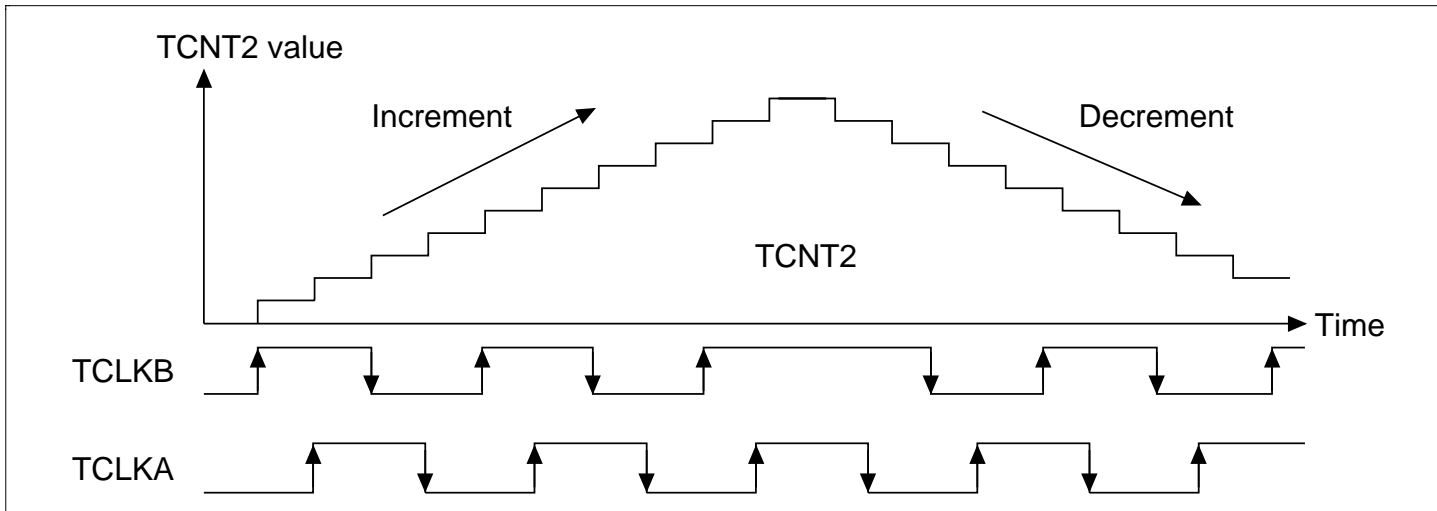 TCNT2 value
Increment
Decrement
TCNT2
Time
TCLKB
TCLKA